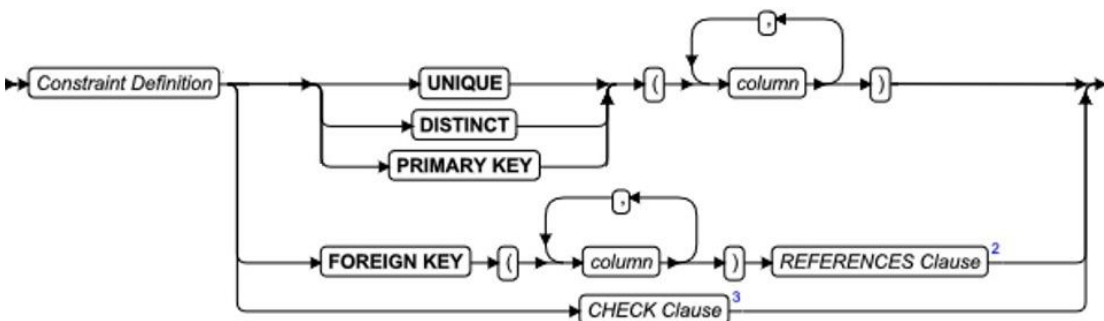 ,
Constraint Definition UNIQUE ( column )
DISTINCT
PRIMARY KEY
,
FOREIGN KEY ( column ) REFERENCES Clause 2
CHECK Clause 3